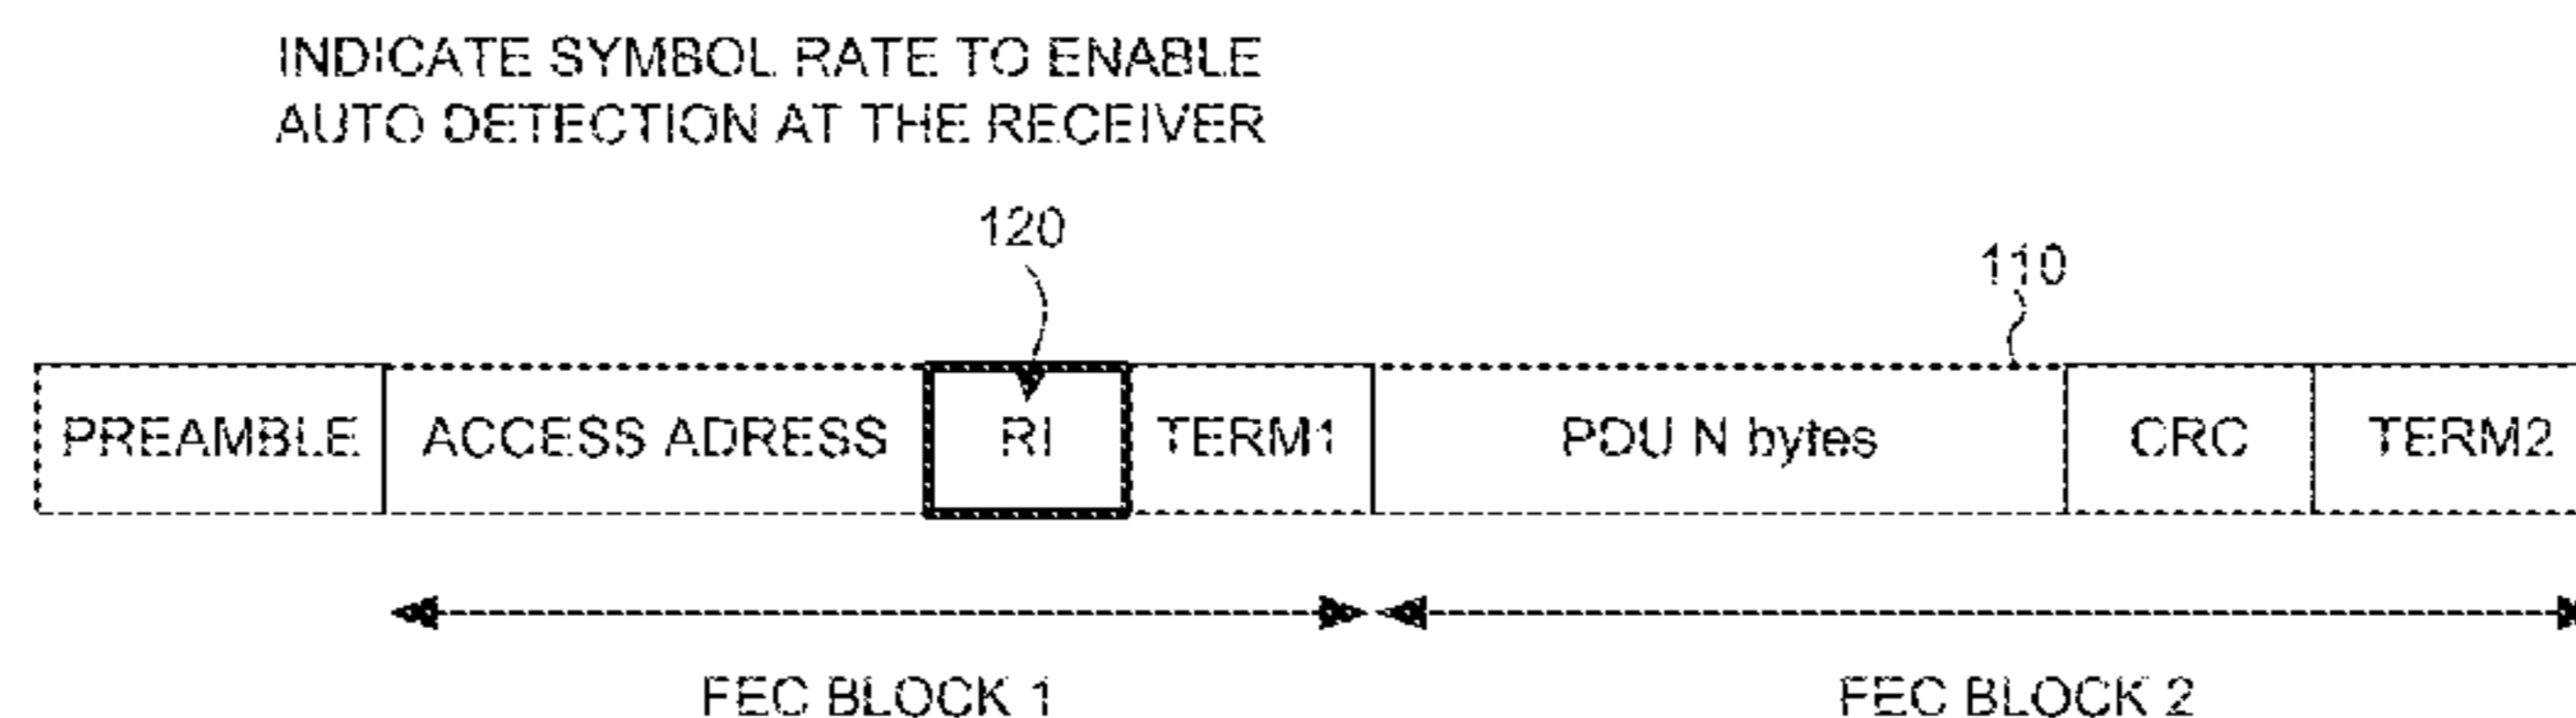 INDICATE SYMBOL RATE TO ENABLE
AUTO DETECTION AT THE RECEIVER
120
110
PREAMBLE ACCESS ADRESS RI TERM1 PDU N bytes CRC TERM2
FEC BLOCK 1 FEC BLOCK 2